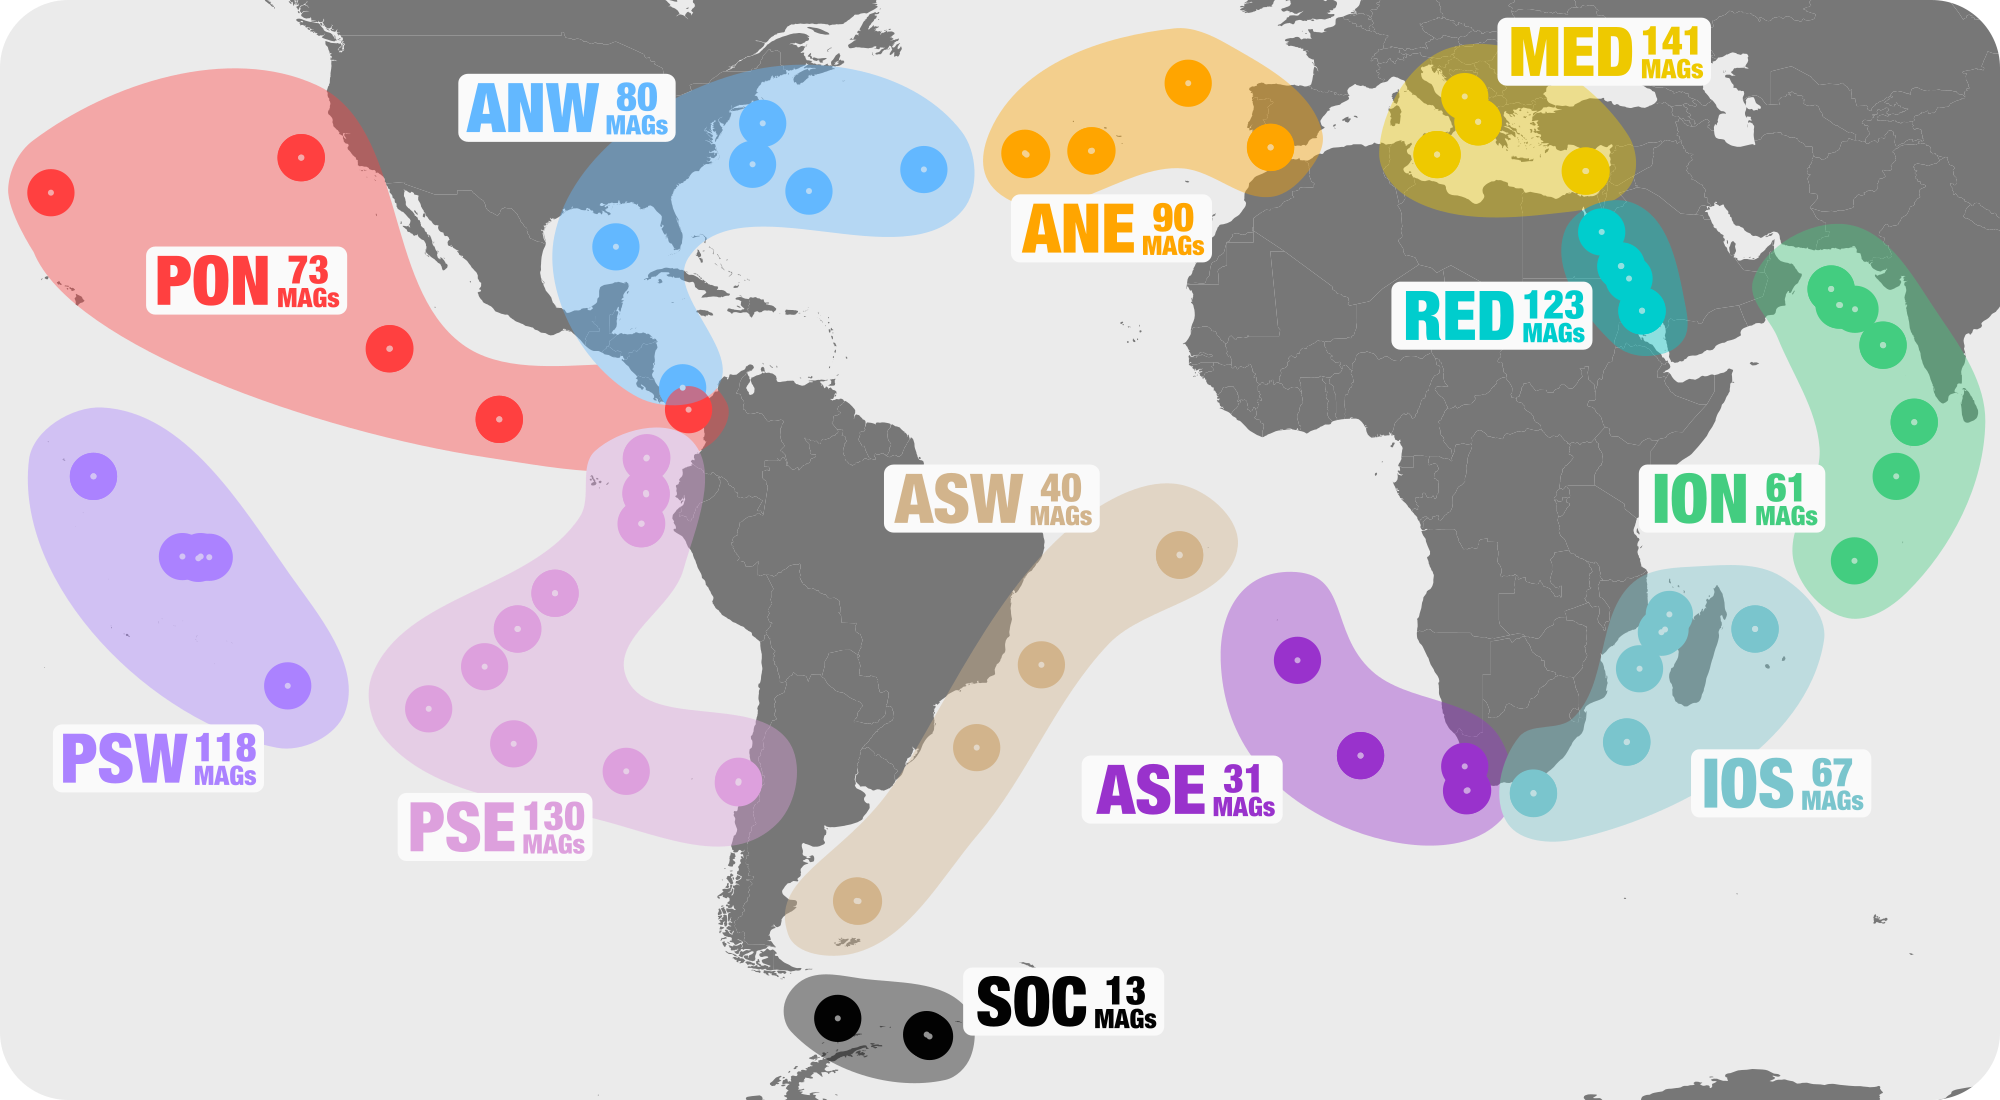 MED 141 MAGs
ANW 80 MAGs
ANE 90 MAGs
PON 73 MAGs
RED 123 MAGs
ASW 40 MAGs
ION 61 MAGs
PSW 118 MAGs
IOS 67 MAGs
ASE 31 MAGs
PSE 130 MAGs
SOC 13 MAGs